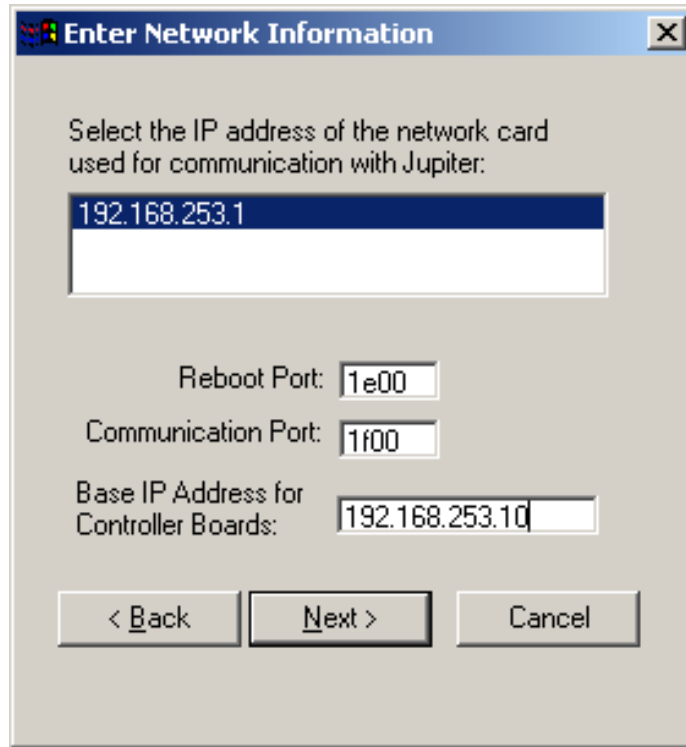 Enter Network Information
Select the IP address of the network card
used for communication with Jupiter:
192.168.253.1
Reboot Port: 1e00
Communication Port: 1f00
Base IP Address for
Controller Boards: 192.168.253.10
< Back Next > Cancel